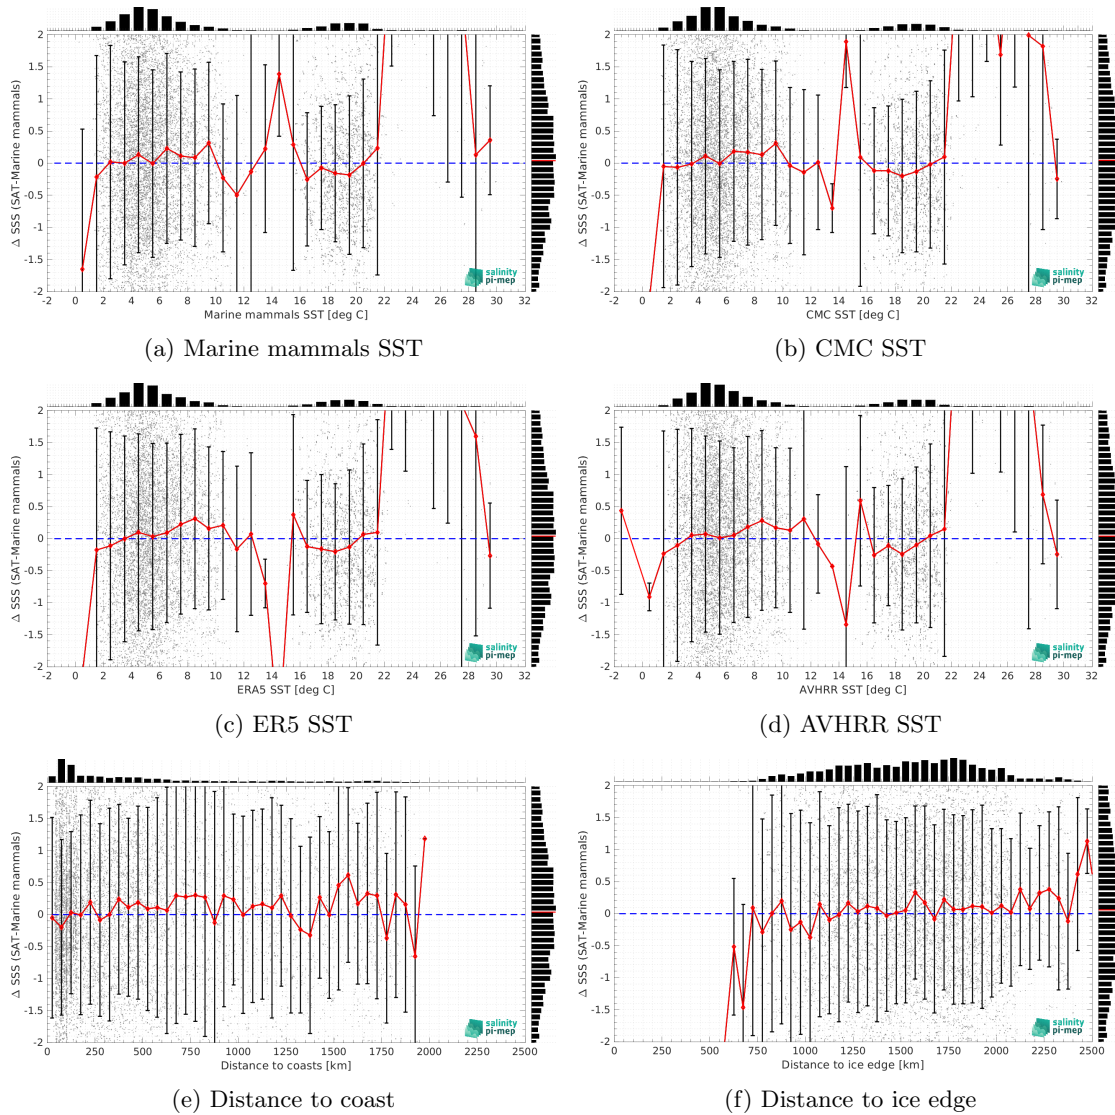 2
1.5
1
0.5
0
-0.5
-1
-1.5
-2
Δ SSS (SAT-Marine mammals)
salinity
pi-mep
-2 0 2 4 6 8 10 12 14 16 18 20 22 24 26 28 30 32
Marine mammals SST [deg C]
(a) Marine mammals SST
2
1.5
1
0.5
0
-0.5
-1
-1.5
-2
Δ SSS (SAT-Marine mammals)
salinity
pi-mep
-2 0 2 4 6 8 10 12 14 16 18 20 22 24 26 28 30 32
CMC SST [deg C]
(b) CMC SST
2
1.5
1
0.5
0
-0.5
-1
-1.5
-2
Δ SSS (SAT-Marine mammals)
salinity
pi-mep
-2 0 2 4 6 8 10 12 14 16 18 20 22 24 26 28 30 32
ERA5 SST [deg C]
(c) ER5 SST
2
1.5
1
0.5
0
-0.5
-1
-1.5
-2
Δ SSS (SAT-Marine mammals)
salinity
pi-mep
-2 0 2 4 6 8 10 12 14 16 18 20 22 24 26 28 30 32
AVHRR SST [deg C]
(d) AVHRR SST
2
1.5
1
0.5
0
-0.5
-1
-1.5
-2
Δ SSS (SAT-Marine mammals)
salinity
pi-mep
0 250 500 750 1000 1250 1500 1750 2000 2250 2500
Distance to coasts [km]
(e) Distance to coast
2
1.5
1
0.5
0
-0.5
-1
-1.5
-2
Δ SSS (SAT-Marine mammals)
salinity
pi-mep
0 250 500 750 1000 1250 1500 1750 2000 2250 2500
Distance to ice edge [km]
(f) Distance to ice edge